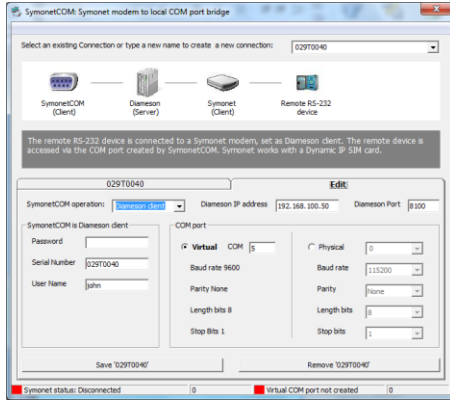 SymonetCOM: Symonet modem to local COM port bridge
Select an existing Connection or type a new name to create a new connection: 029T0040
SymonetCOM (Client) Diameson (Server) Symonet (Client) Remote RS-232 device
The remote RS-232 device is connected to a Symonet modem, set as Diameson client. The remote device is
accessed via the COM port created by SymonetCOM. Symonet works with a Dynamic IP SIM card.
029T0040 Edit
SymonetCOM operation: Diameson client Diameson IP address 192.168.100.50 Diameson Port 8100
SymonetCOM is Diameson client COM port
Password
Virtual COM 5 Physical 0
Serial Number 029T0040 Baud rate 9600 Baud rate 115200
User Name john Parity None Parity None
Length bits 8 Length bits 8
Stop Bits 1 Stop bits 1
Save '029T0040' Remove '029T0040'
Symonet status: Disconnected 0 Virtual COM port not created 0